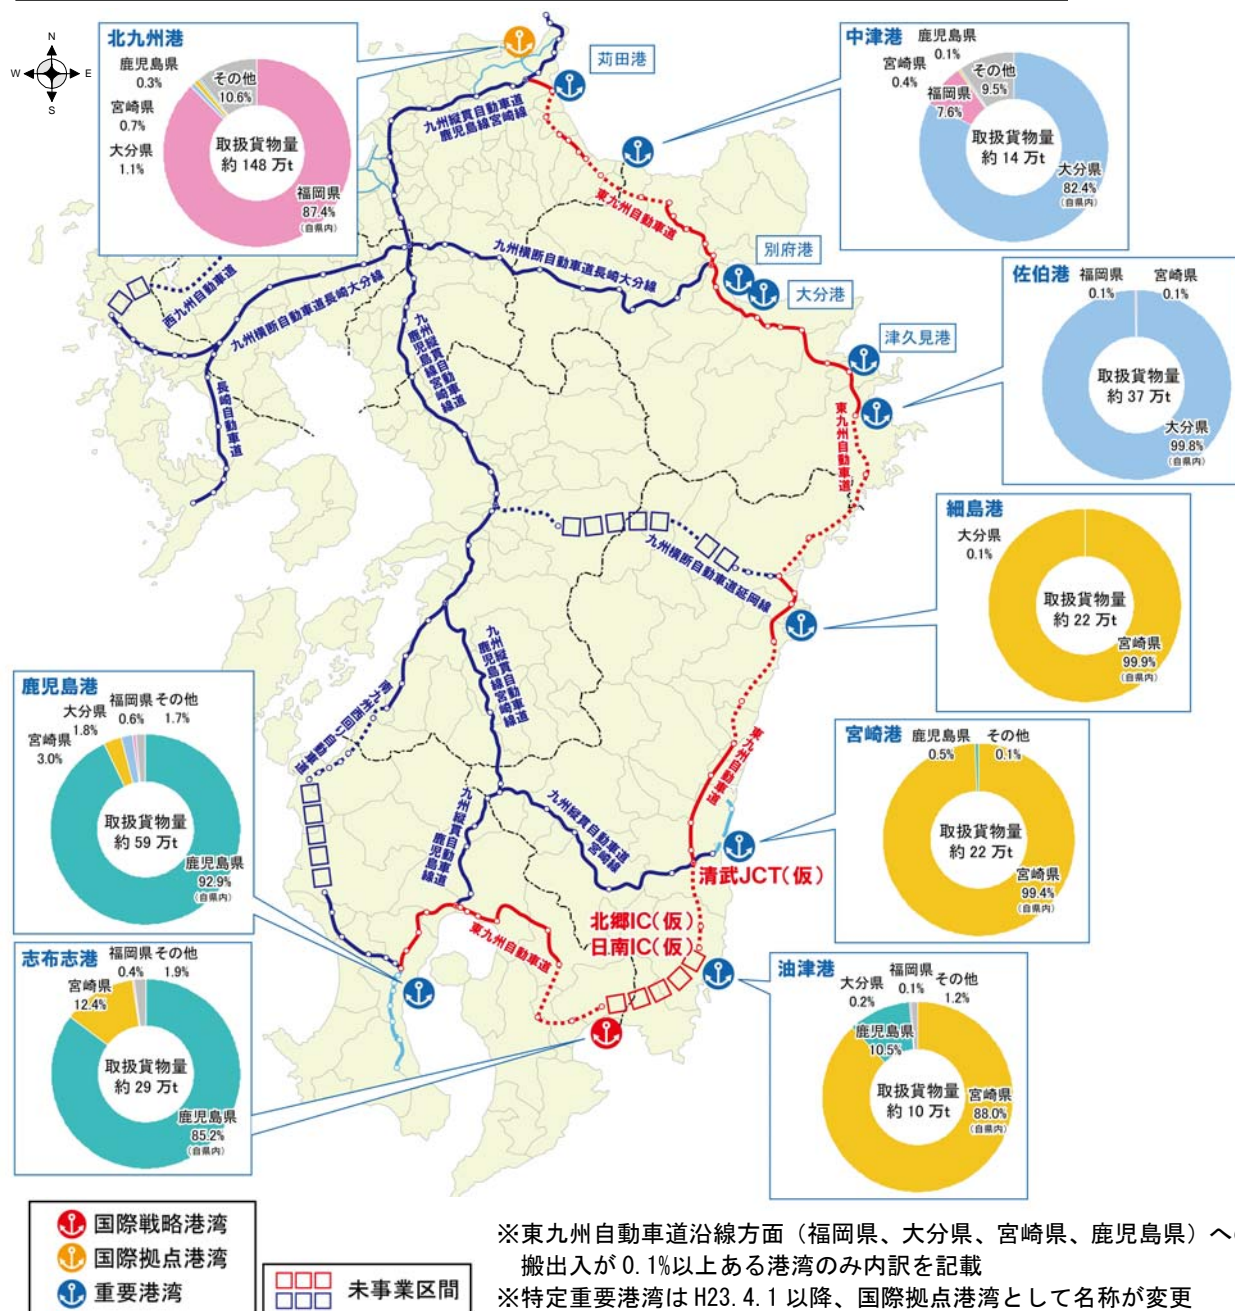 N
W E
S
北九州港
鹿児島県
0.3%
宮崎県
0.7%
大分県
1.1%
その他
10.6%
取扱貨物量
約 148 万t
福岡県
87.4%
(自県内)
苅田港
中津港
鹿児島県
0.1%
宮崎県
0.4%
その他
9.5%
福岡県
7.6%
取扱貨物量
約 14 万t
大分県
82.4%
(自県内)
九州縦貫自動車道
鹿児島線宮崎線
東九州自動車道
別府港
大分港
九州横断自動車道長崎大分線
西九州自動車道
九州横断自動車道長崎大分線
九州縦貫自動車道
鹿児島線宮崎線
長崎自動車道
津久見港
佐伯港
福岡県
0.1%
宮崎県
0.1%
取扱貨物量
約 37 万t
大分県
99.8%
(自県内)
東九州自動車道
九州横断自動車道延岡線
細島港
大分県
0.1%
取扱貨物量
約 22 万t
宮崎県
99.9%
(自県内)
九州縦貫自動車道
鹿児島線宮崎線
南九州西回り自動車道
鹿児島港
大分県
1.8%
福岡県
0.6%
その他
1.7%
宮崎県
3.0%
取扱貨物量
約 59 万t
鹿児島県
92.9%
(自県内)
東九州自動車道
宮崎港
鹿児島県
0.5%
その他
0.1%
取扱貨物量
約 22 万t
宮崎県
99.4%
(自県内)
九州縦貫自動車道
宮崎線
九州縦貫自動車道
鹿児島線
清武JCT(仮)
北郷IC(仮)
日南IC(仮)
東九州自動車道
志布志港
福岡県
0.4%
その他
1.9%
宮崎県
12.4%
取扱貨物量
約 29 万t
鹿児島県
85.2%
(自県内)
油津港
福岡県
0.1%
大分県
0.2%
その他
1.2%
鹿児島県
10.5%
取扱貨物量
約 10 万t
宮崎県
88.0%
(自県内)
国際戦略港湾
国際拠点港湾
重要港湾
未事業区間
※東九州自動車道沿線方面（福岡県、大分県、宮崎県、鹿児島県）への
搬出入が 0.1%以上ある港湾のみ内訳を記載
※特定重要港湾は H23.4.1 以降、国際拠点港湾として名称が変更